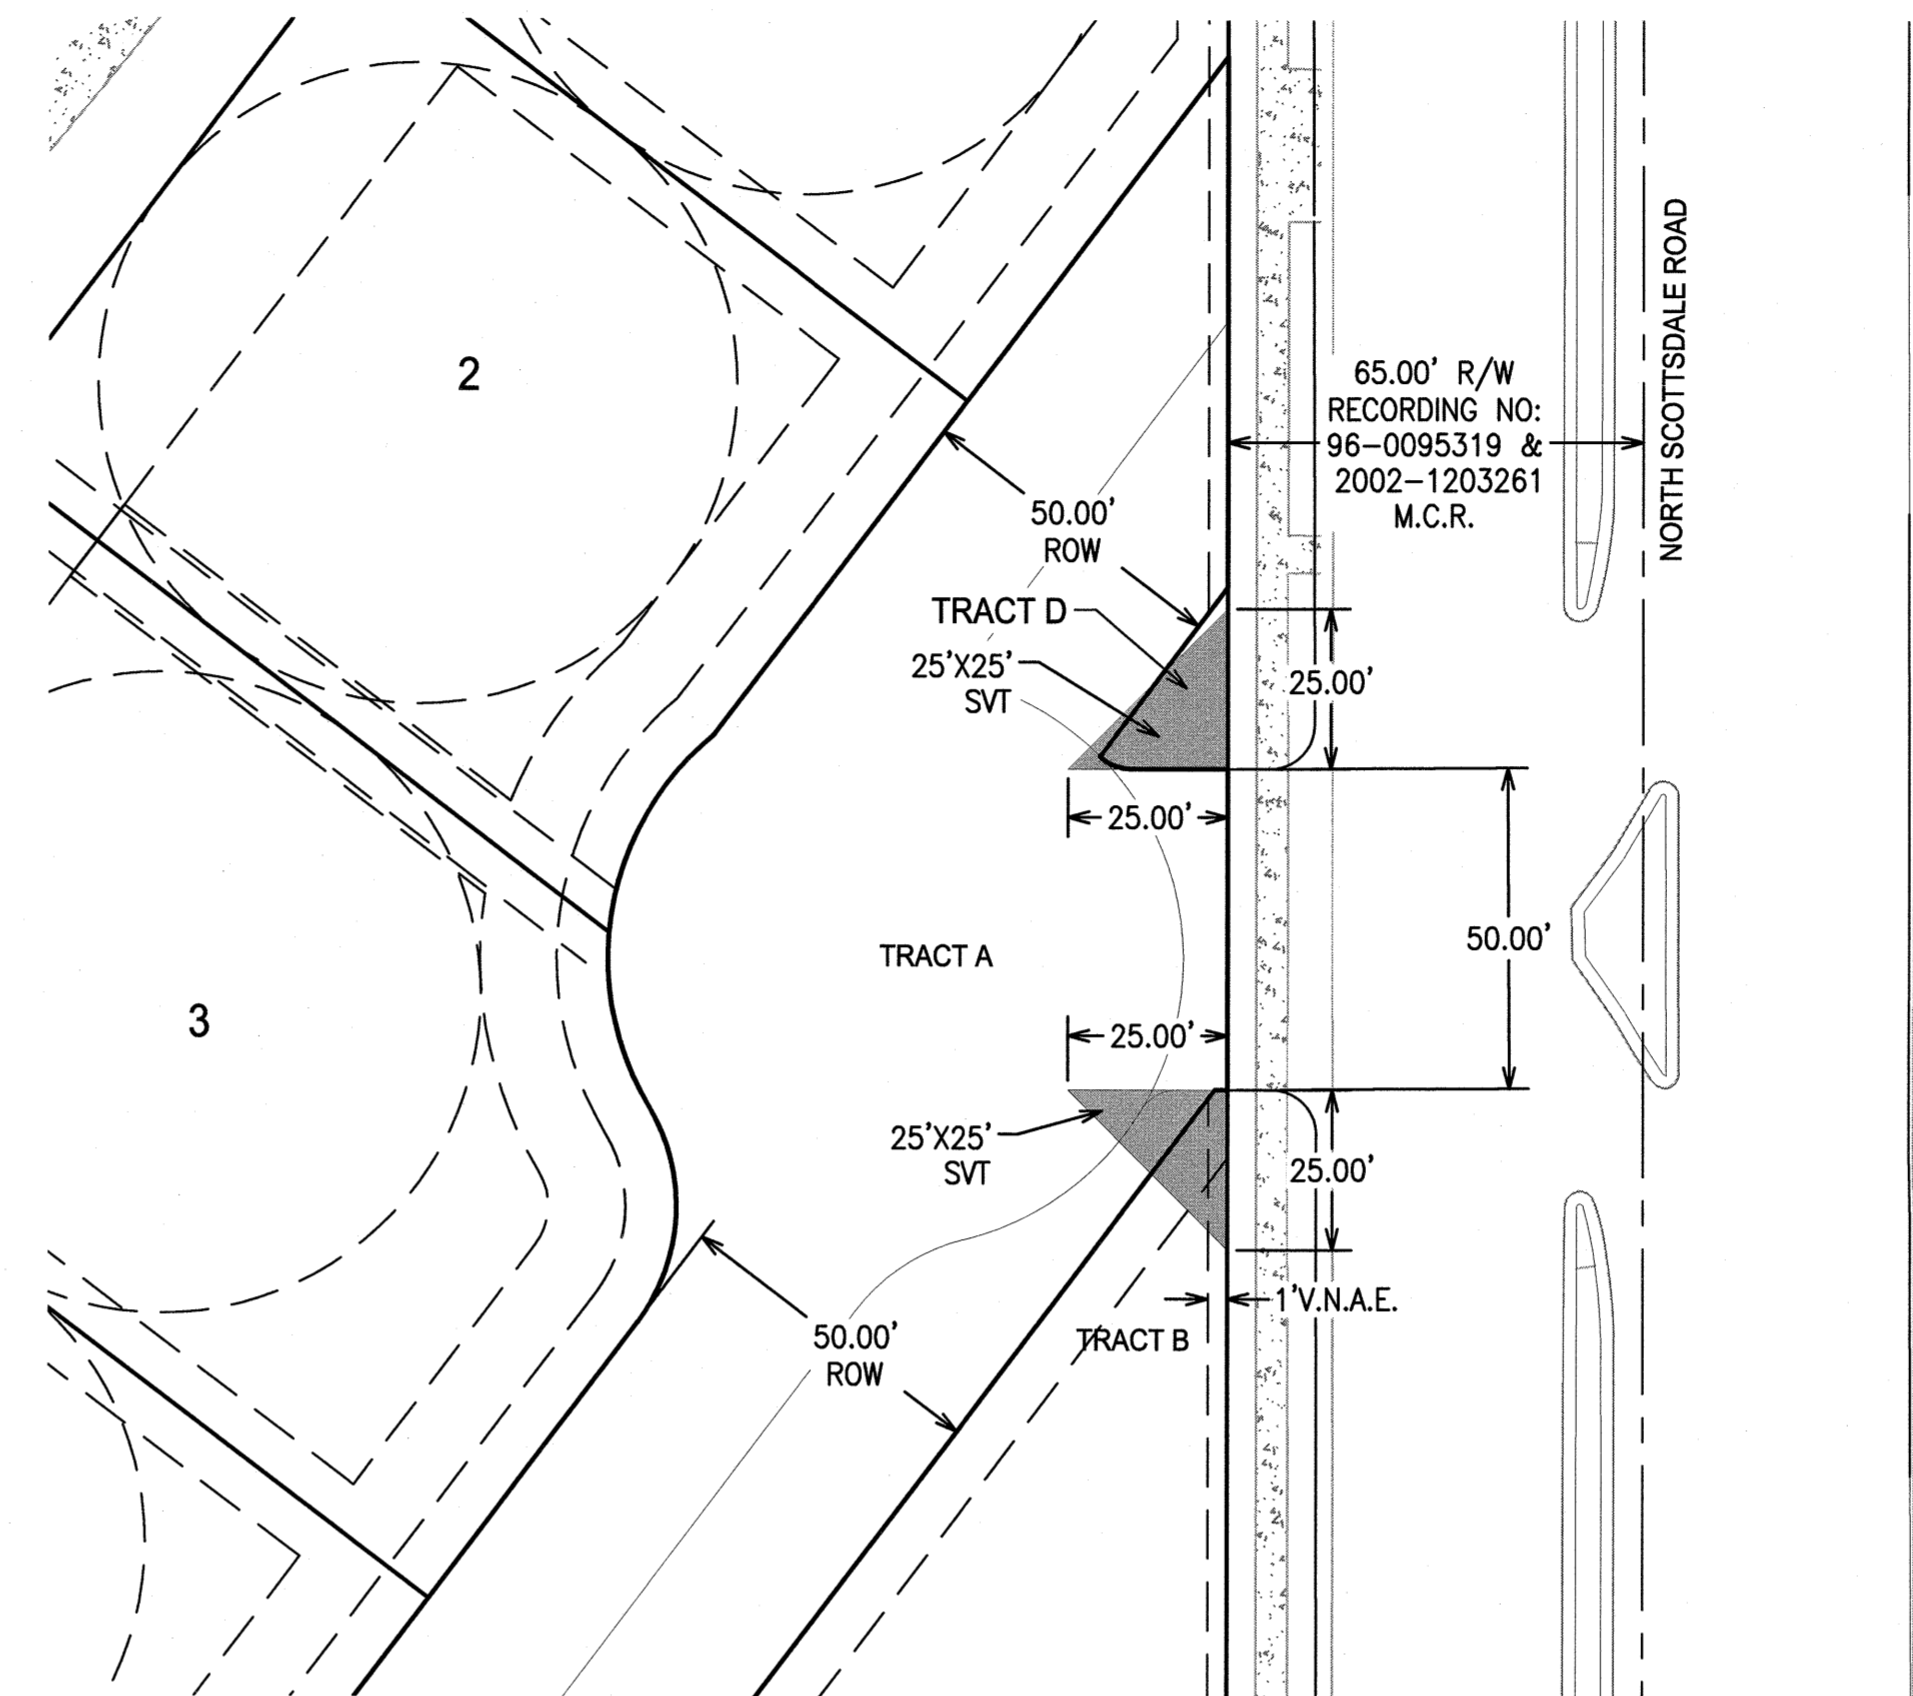 2
65.00' R/W
RECORDING NO:
96-0095319 &
2002-1203261
M.C.R.
NORTH SCOTTSDALE ROAD
50.00'
ROW
TRACT D
25'X25'
SVT
25.00'
25.00'
50.00'
TRACT A
3
25.00'
25'X25'
SVT
25.00'
1'V.N.A.E.
TRACT B
50.00'
ROW